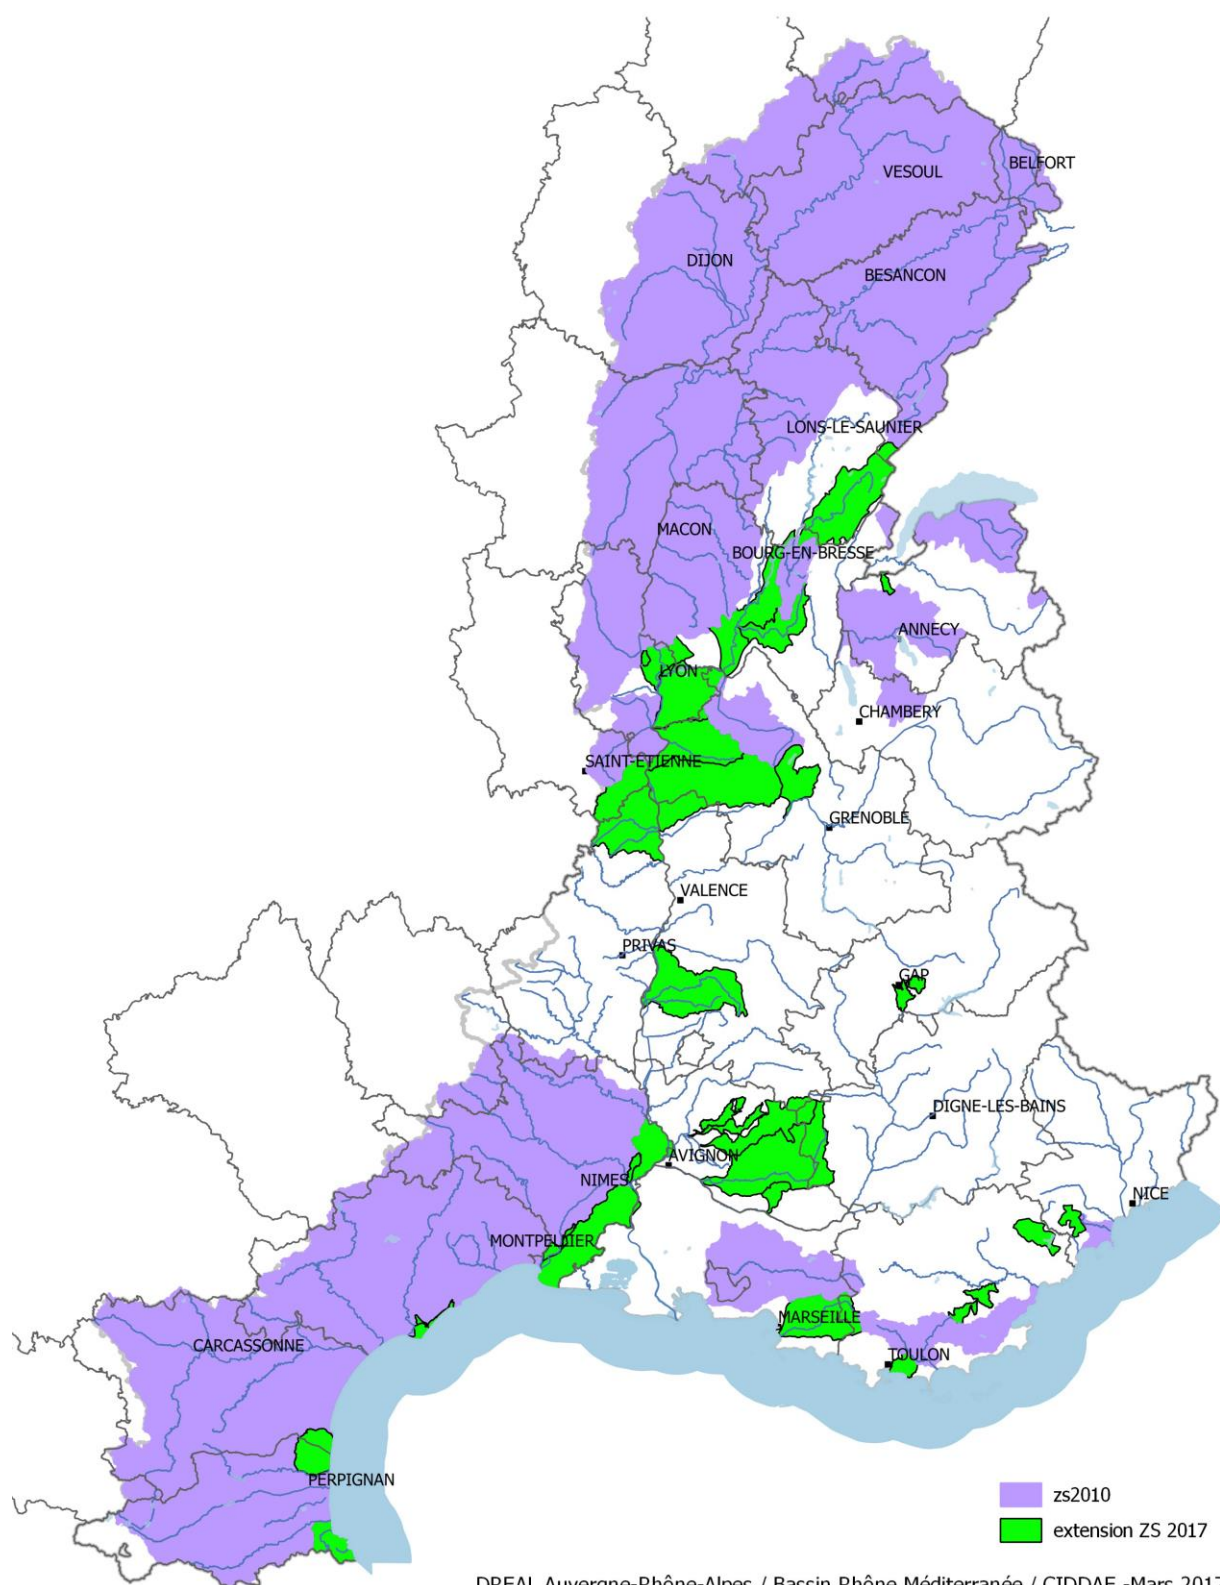 BELFORT
VESOUL
DIJON
BESANCON
LONS-LE-SAUNIER
MACON
BOURG-EN-BRESSE
ANNECY
LYON
CHAMBERY
SAINT-ETIENNE
GRENOBLE
VALENCE
PRIVAS
GAP
DIGNE-LES-BAINS
AVIGNON
NIMES
NICE
MONTPELLIER
MARSEILLE
CARCASSONNE
TOULON
PERPIGNAN
zs2010
extension ZS 2017
DREAL Auvergne-Rhône-Alpes / Bassin Rhône Méditerranée / CIDDAE -Mars 2017